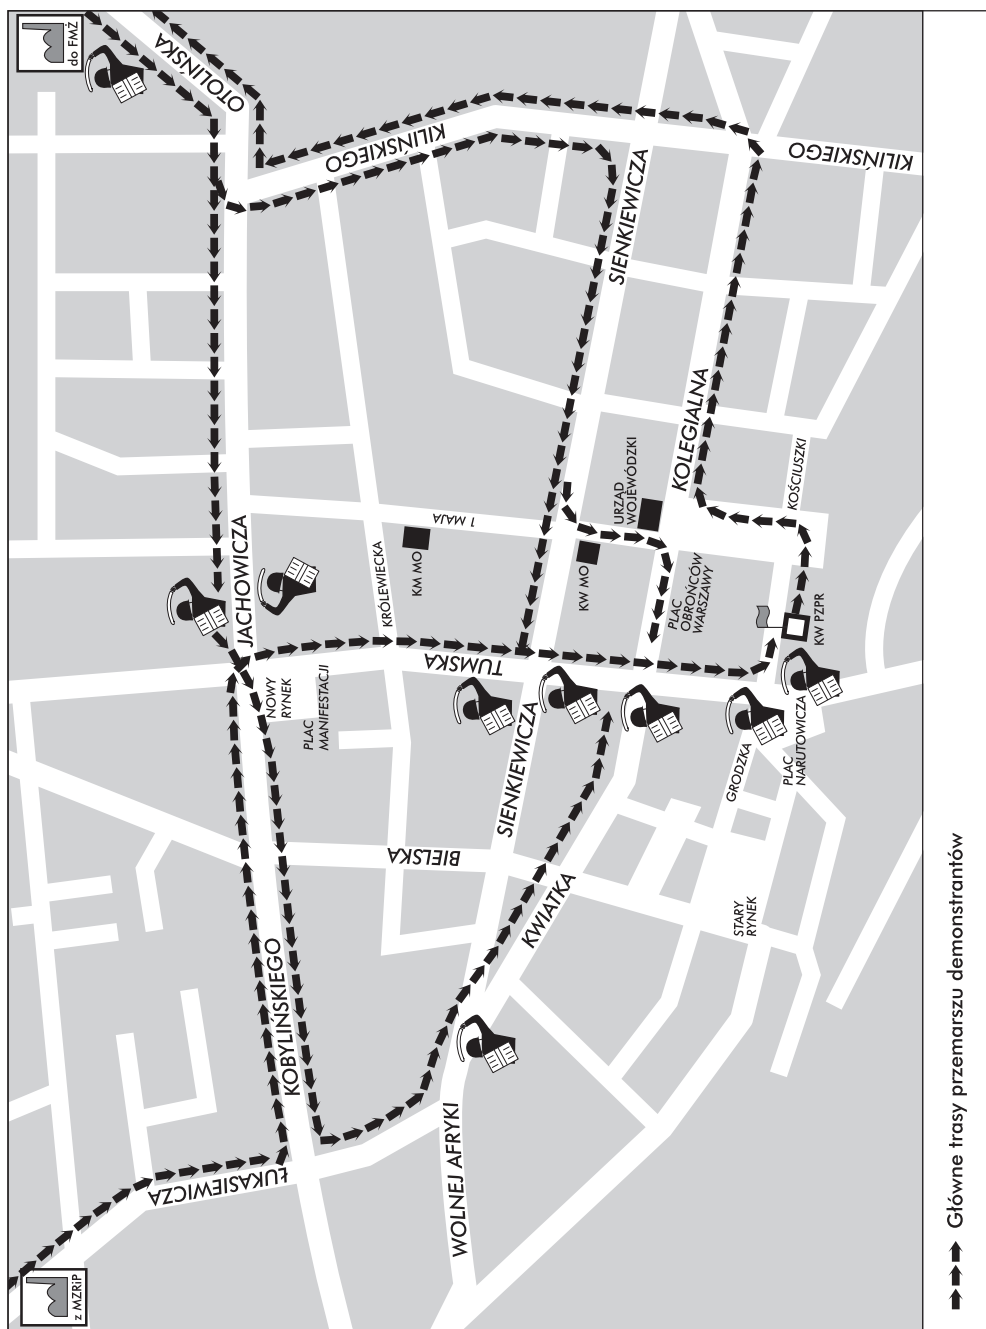 do FMŻ
OTOLIŃSKA
KILIŃSKIEGO
KILIŃSKIEGO
SIENKIEWICZA
KOLEGIALNA
KOŚCIUSZKI
URZĄD
WOJEWÓDZKI
1 MAJA
KM MO
KW MO
PLAC
OBROŃCÓW
WARSZAWY
KW PZPR
JACHOWICZA
KRÓLEWIECKA
TUMSKA
NOWY
RYNEK
PLAC
MANIFESTACJI
SIENKIEWICZA
GRODZKA
PLAC
NARUTOWICZA
BIELSKA
KWIATKA
STARY
RYNEK
KOBYLIŃSKIEGO
WOLNEJ AFRYKI
ŁUKASIEWICZA
z MZRiP
Główne trasy przemarszu demonstrantów